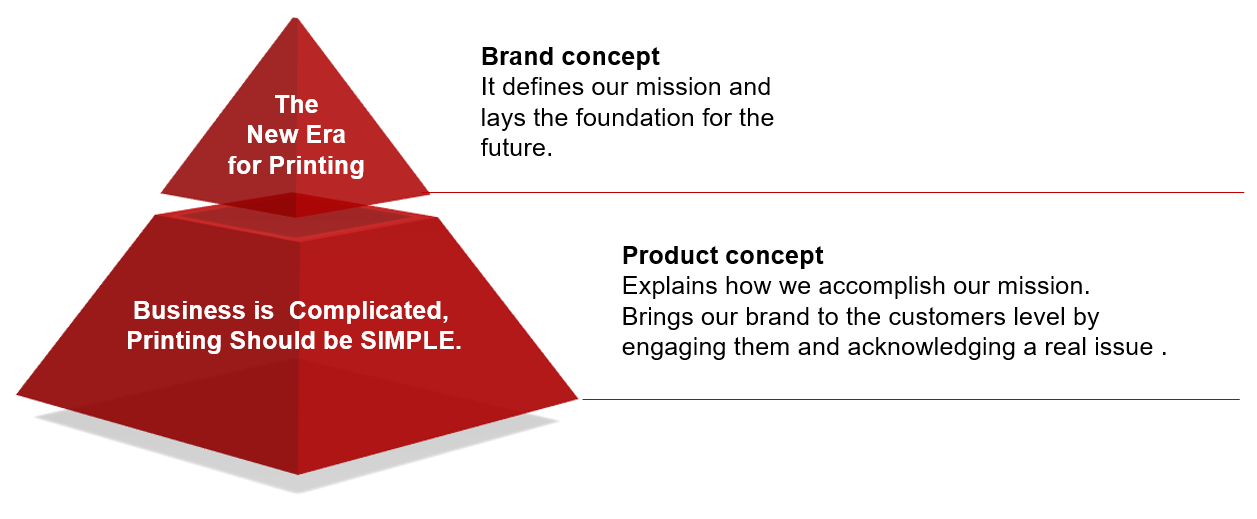 The
New Era
for Printing
Brand concept
It defines our mission and
lays the foundation for the
future.
Business is  Complicated,
Printing Should be SIMPLE.
Product concept
Explains how we accomplish our mission.
Brings our brand to the customers level by
engaging them and acknowledging a real issue .